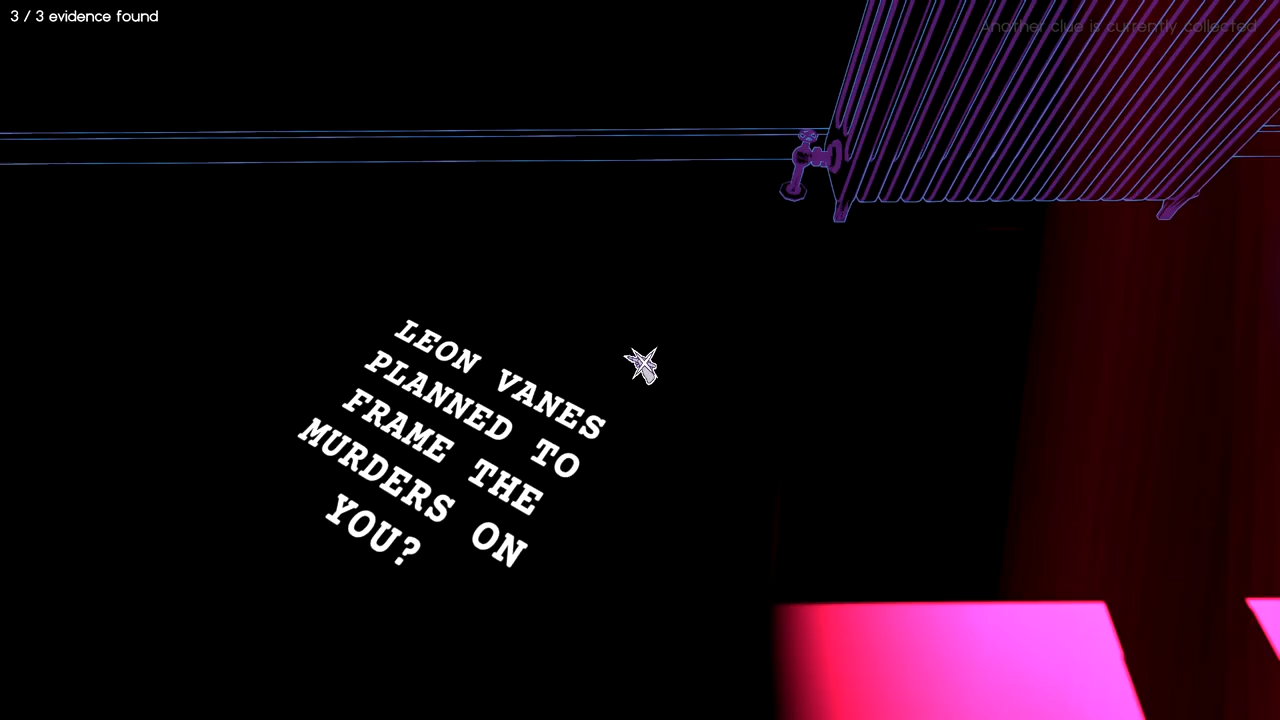 3 / 3 evidence found
Another clue is currently collected
LEON VANES
PLANNED TO
FRAME THE
MURDERS ON
YOU?